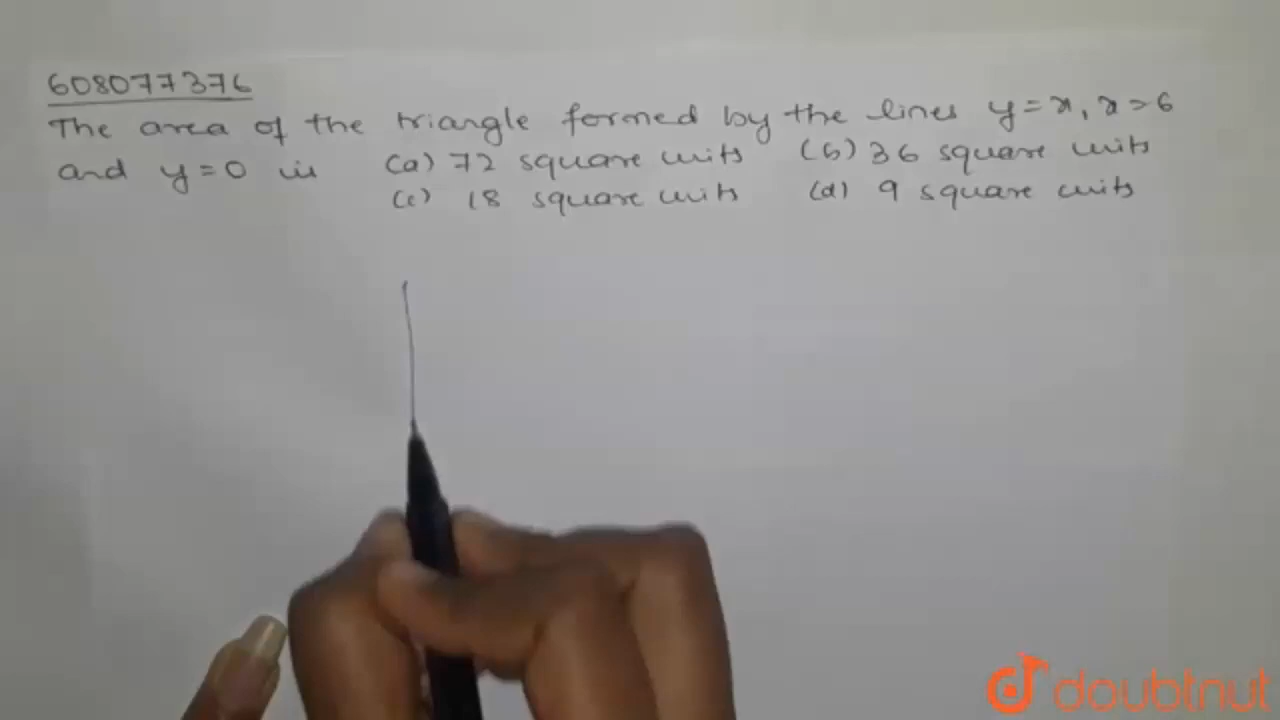 608077376
The area of the triangle formed by the lines y=x, x=6
and y=0 is (a) 72 square units (b) 36 square units
(c) 18 square units (d) 9 square units
doubtnut